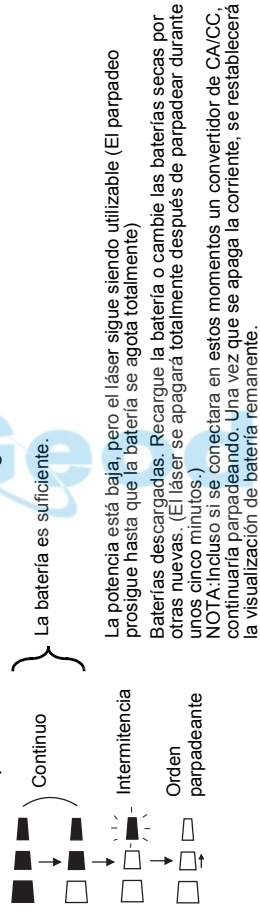 Continuo
La batería es suficiente.
Intermitencia
La potencia está baja, pero el láser sigue siendo utilizable (El parpadeo
prosigue hasta que la batería se agota totalmente)
Orden
parpadeante
Baterías descargadas. Recargue la batería o cambie las baterías secas por
otras nuevas. (El láser se apagará totalmente después de parpadear durante
unos cinco minutos.)
NOTA:Incluso si se conectara en estos momentos un convertidor de CA/CC,
continuaría parpadeando. Una vez que se apaga la corriente, se restablecerá
la visualización de batería remanente.